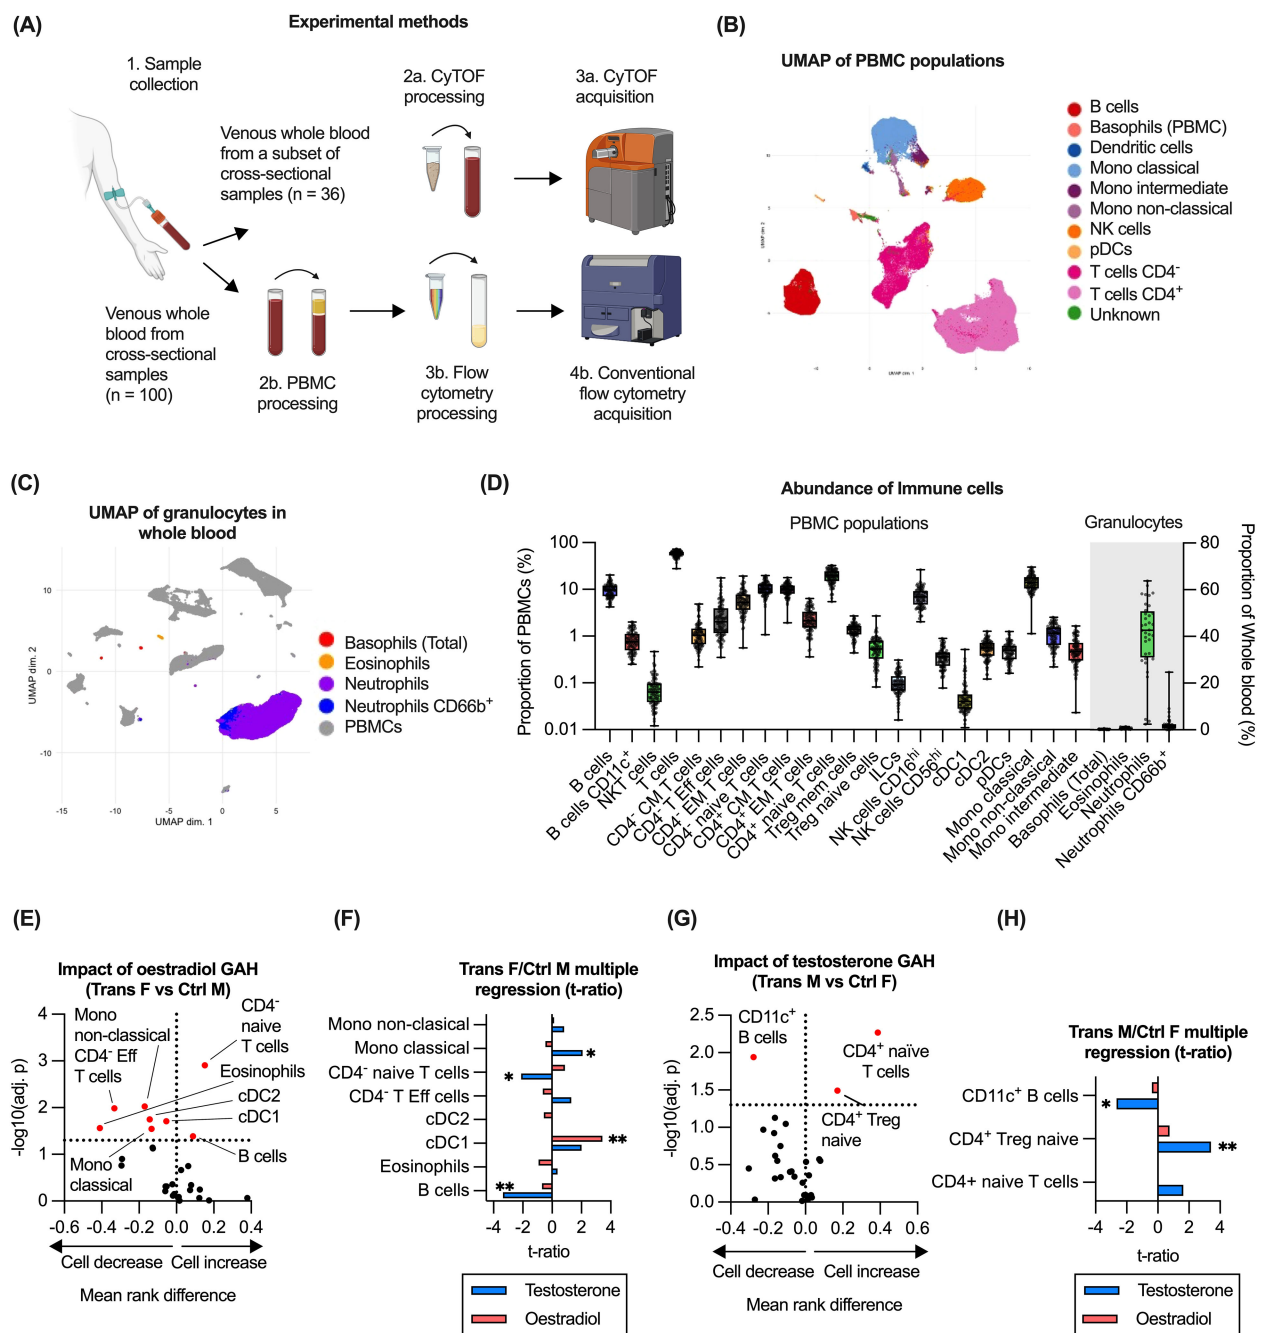 (A)
Experimental methods
1. Sample
collection
2a. CyTOF
processing
3a. CyTOF
acquisition
Venous whole blood
from a subset of
cross-sectional
samples (n = 36)
Venous whole
blood from
cross-sectional
samples
(n = 100)
2b. PBMC
processing
3b. Flow
cytometry
processing
4b. Conventional
flow cytometry
acquisition
(B)
UMAP of PBMC populations
B cells
Basophils (PBMC)
Dendritic cells
Mono classical
Mono intermediate
Mono non-classical
NK cells
pDCs
T cells CD4⁻
T cells CD4⁺
Unknown
UMAP dim. 2
UMAP dim. 1
(C)
UMAP of granulocytes in
whole blood
UMAP dim. 2
10
0
-10
-15
-10
-5
0
5
UMAP dim. 1
Basophils (Total)
Eosinophils
Neutrophils
Neutrophils CD66b⁺
PBMCs
(D)
Abundance of Immune cells
PBMC populations
Granulocytes
Proportion of PBMCs (%)
100
10
1
0.1
0.01
80
60
40
20
0
Proportion of Whole blood (%)
B cells
B cells CD11c⁺
NKT cells
T cells
CD4⁻ CM T cells
CD4⁻ T Eff cells
CD4⁻ EM T cells
CD4⁻ naive T cells
CD4⁺ CM T cells
CD4⁺ EM T cells
CD4⁺ naive T cells
Treg mem cells
Treg naive cells
ILCs
NK cells CD16ʰⁱ
NK cells CD56ʰⁱ
cDC1
cDC2
pDCs
Mono classical
Mono non-classical
Mono intermediate
Basophils (Total)
Eosinophils
Neutrophils
Neutrophils CD66b⁺
(E)
Impact of oestradiol GAH
(Trans F vs Ctrl M)
-log10(adj. p)
4
3
2
1
0
Mono
non-classical
CD4⁻ Eff
T cells
CD4⁻
naive
T cells
Eosinophils
cDC2
cDC1
B cells
Mono
classical
-0.6 -0.4 -0.2 0.0 0.2 0.4
Cell decrease Cell increase
Mean rank difference
(F)
Trans F/Ctrl M multiple
regression (t-ratio)
Mono non-clasical
Mono classical
*
CD4⁻ naive T cells
*
CD4⁻ T Eff cells
cDC2
cDC1
**
Eosinophils
B cells
**
-4 -2 0 2 4
t-ratio
Testosterone
Oestradiol
(G)
Impact of testosterone GAH
(Trans M vs Ctrl F)
-log10(adj. p)
2.5
2.0
1.5
1.0
0.5
0.0
CD11c⁺
B cells
CD4⁺ naïve
T cells
CD4⁺ Treg
naive
-0.4 -0.2 0.0 0.2 0.4 0.6
Cell decrease Cell increase
Mean rank difference
(H)
Trans M/Ctrl F multiple
regression (t-ratio)
CD11c⁺ B cells
*
CD4⁺ Treg naive
**
CD4+ naive T cells
-4 -2 0 2 4
t-ratio
Testosterone
Oestradiol